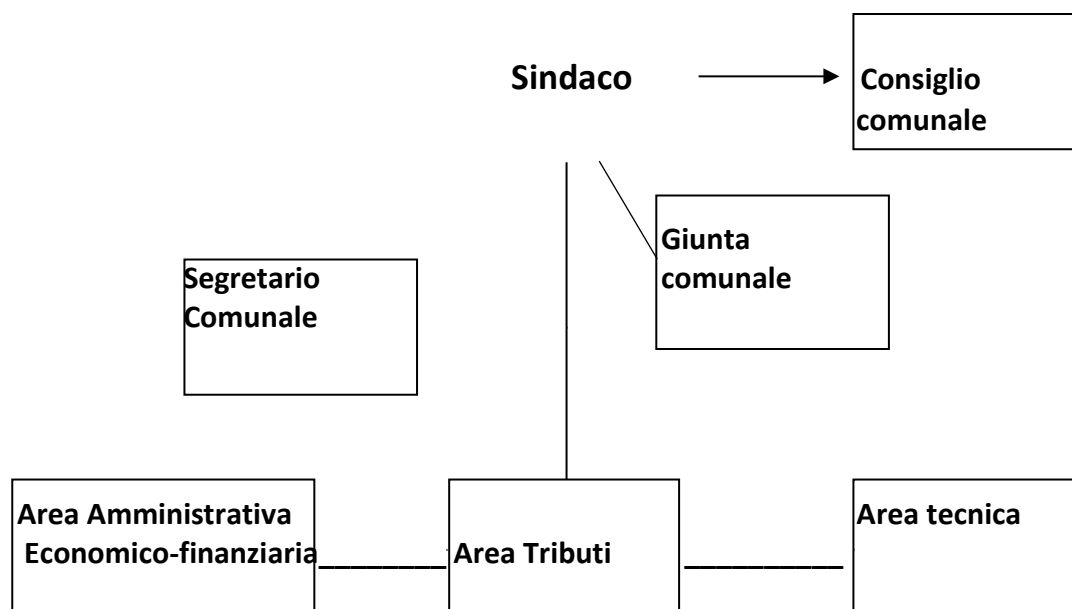 Sindaco
Consiglio
comunale
Giunta
comunale
Segretario
Comunale
Area Amministrativa
Economico-finanziaria
Area Tributi
Area tecnica